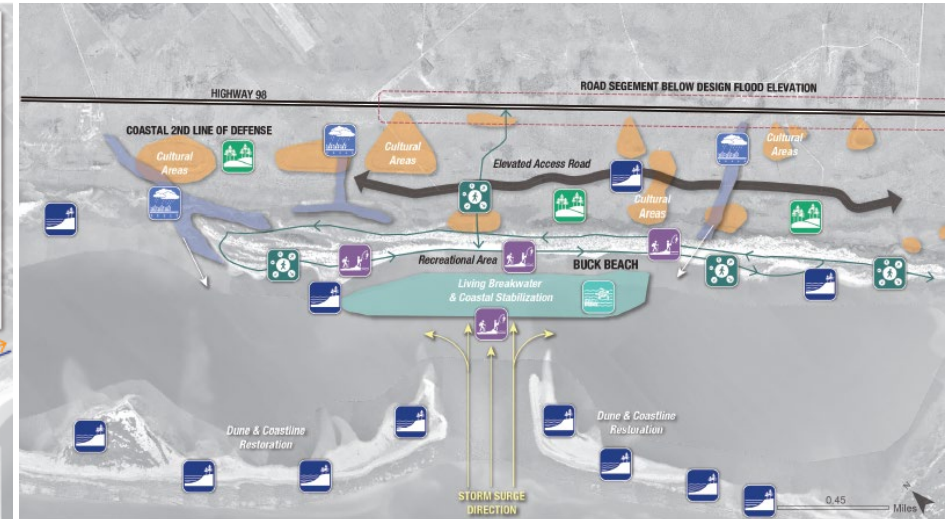 HIGHWAY 98
ROAD SEGEMENT BELOW DESIGN FLOOD ELEVATION
COASTAL 2ND LINE OF DEFENSE
Cultural
Areas
Cultural
Areas
Cultural
Areas
Elevated Access Road
Cultural
Areas
Recreational Area
BUCK BEACH
Living Breakwater
& Coastal Stabilization
Dune & Coastline
Restoration
Dune & Coastline
Restoration
STORM SURGE
DIRECTION
0.45
Miles
N